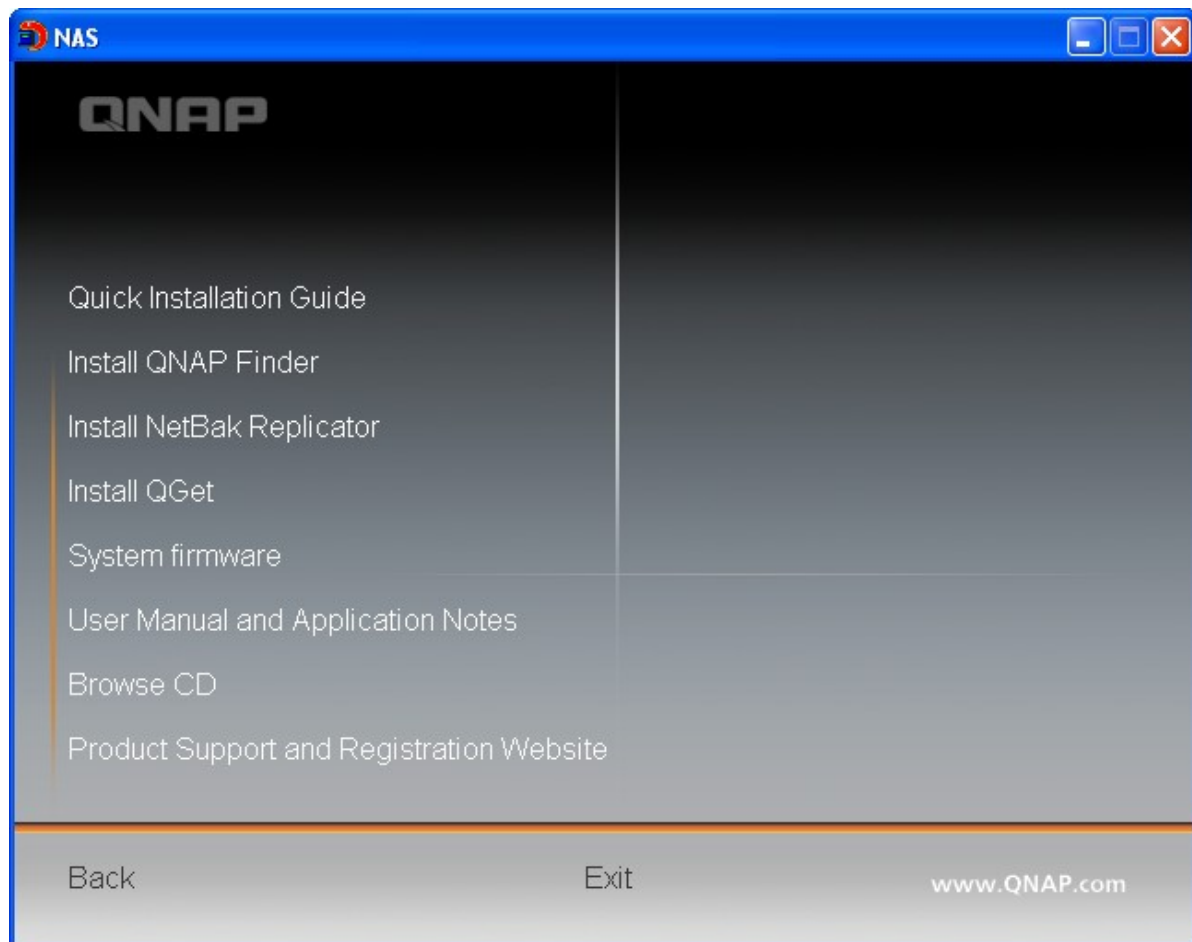 NAS
QNAP
Quick Installation Guide
Install QNAP Finder
Install NetBak Replicator
Install QGet
System firmware
User Manual and Application Notes
Browse CD
Product Support and Registration Website
Back
Exit
www.QNAP.com